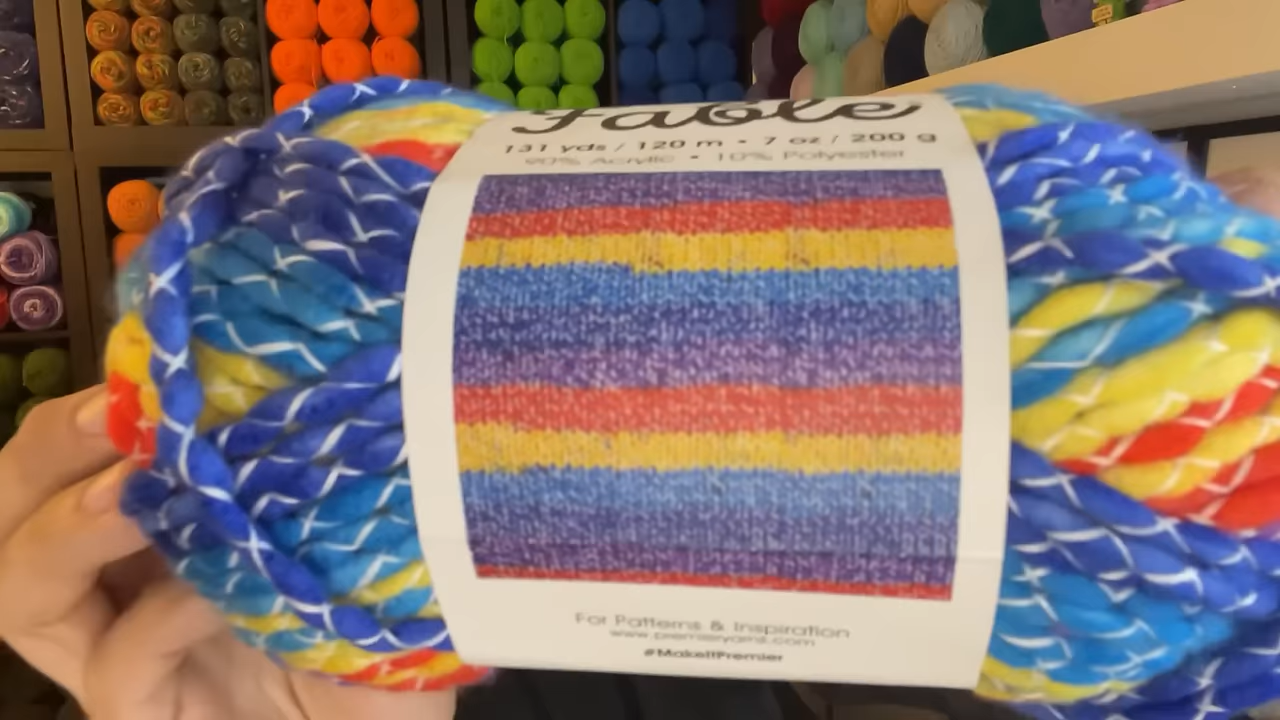 Fable
131 yds / 120 m • 7 oz / 200 g
90% Acrylic • 10% Polyester
For Patterns & Inspiration
www.premieryarns.com
#MakeItPremier